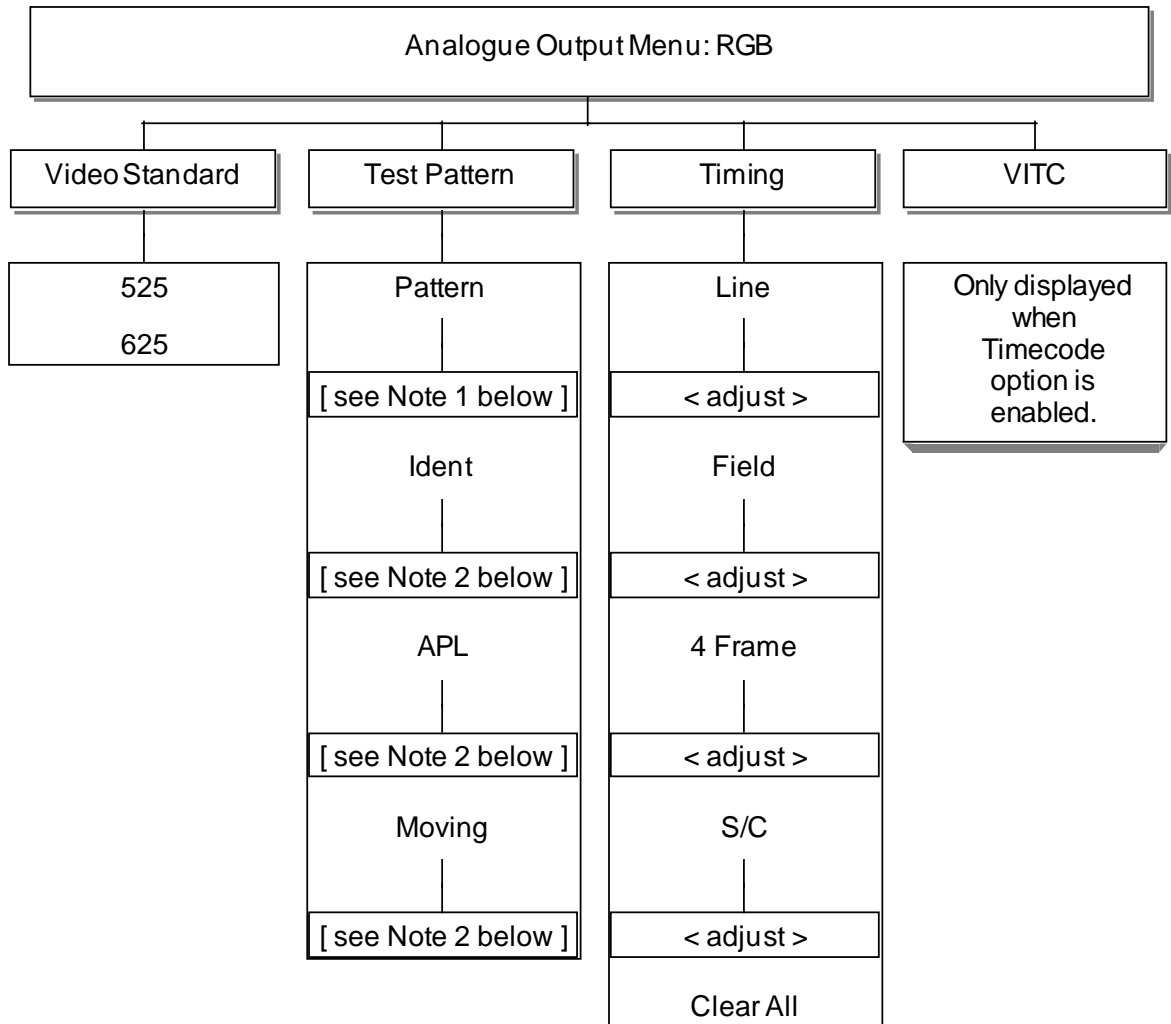 Analogue Output Menu: RGB
Video Standard
525
625
Test Pattern
Pattern
[ see Note 1 below ]
Ident
[ see Note 2 below ]
APL
[ see Note 2 below ]
Moving
[ see Note 2 below ]
Timing
Line
< adjust >
Field
< adjust >
4 Frame
< adjust >
S/C
< adjust >
Clear All
VITC
Only displayed
when
Timecode
option is
enabled.